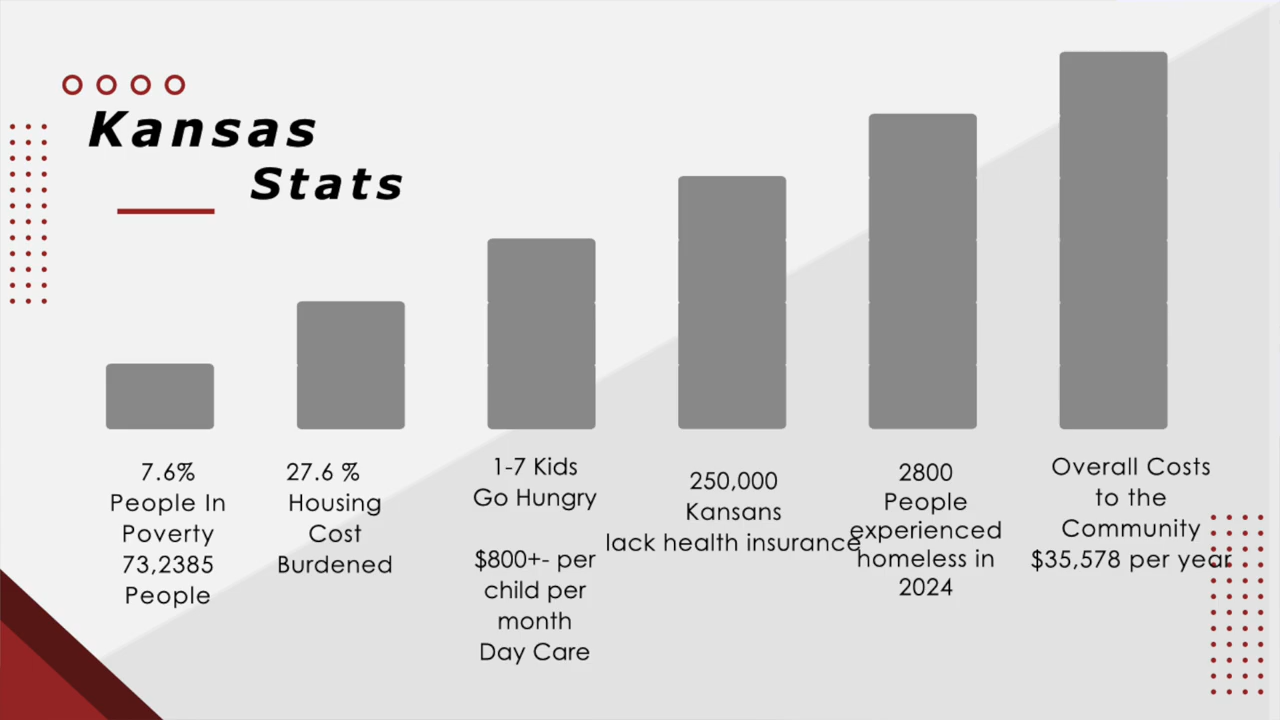 Kansas
Stats
7.6%
People In
Poverty
73,2385
People
27.6 %
Housing
Cost
Burdened
1-7 Kids
Go Hungry
$800+- per
child per
month
Day Care
250,000
Kansans
lack health insurance
2800
People
experienced
homeless in
2024
Overall Costs
to the
Community
$35,578 per year